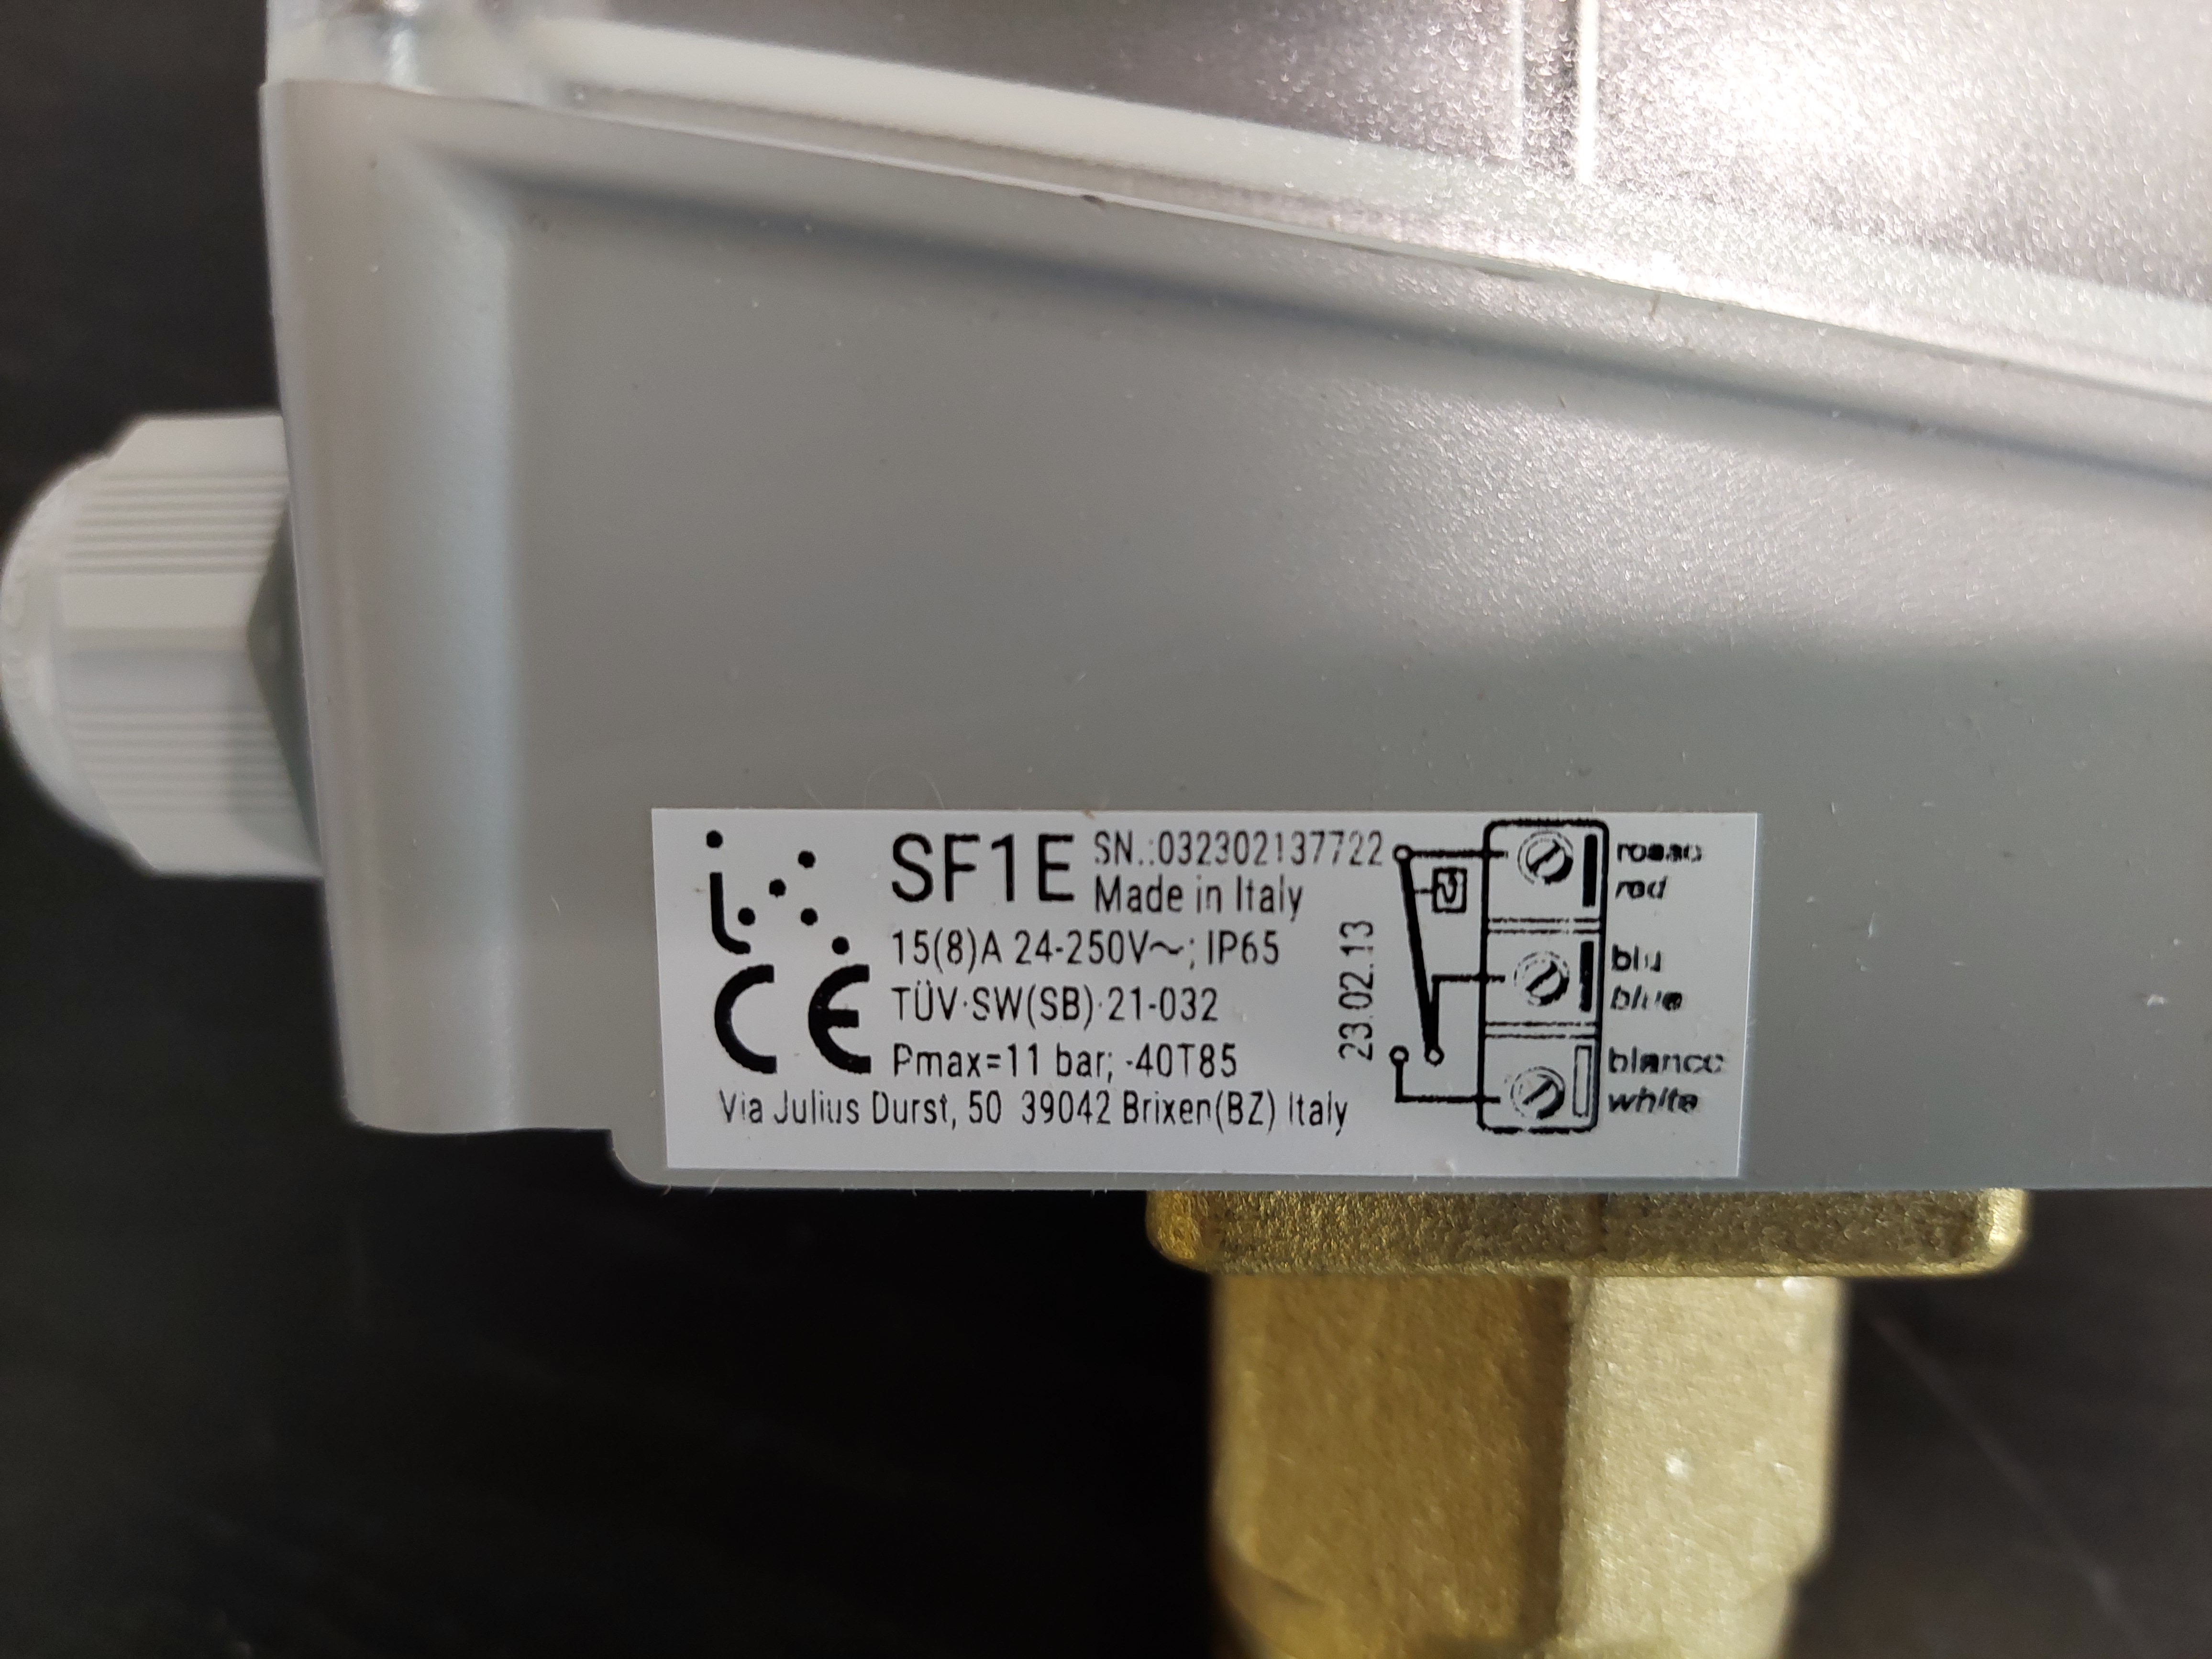 SF1E
SN.:032302137722
Made in Italy
15(8)A 24-250V~; IP65
TÜV·SW(SB)·21-032
Pmax=11 bar; -40T85
Via Julius Durst, 50 39042 Brixen(BZ) Italy
CE
23.02.13
rosso
red
blu
blue
bianco
white